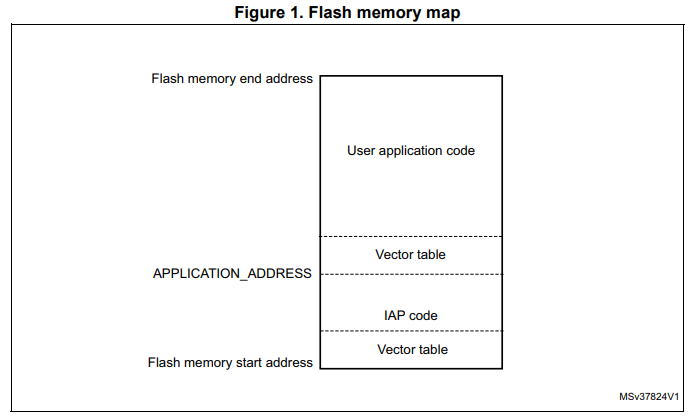 Figure 1. Flash memory map
Flash memory end address
User application code
Vector table
APPLICATION_ADDRESS
IAP code
Vector table
Flash memory start address
MSv37824V1